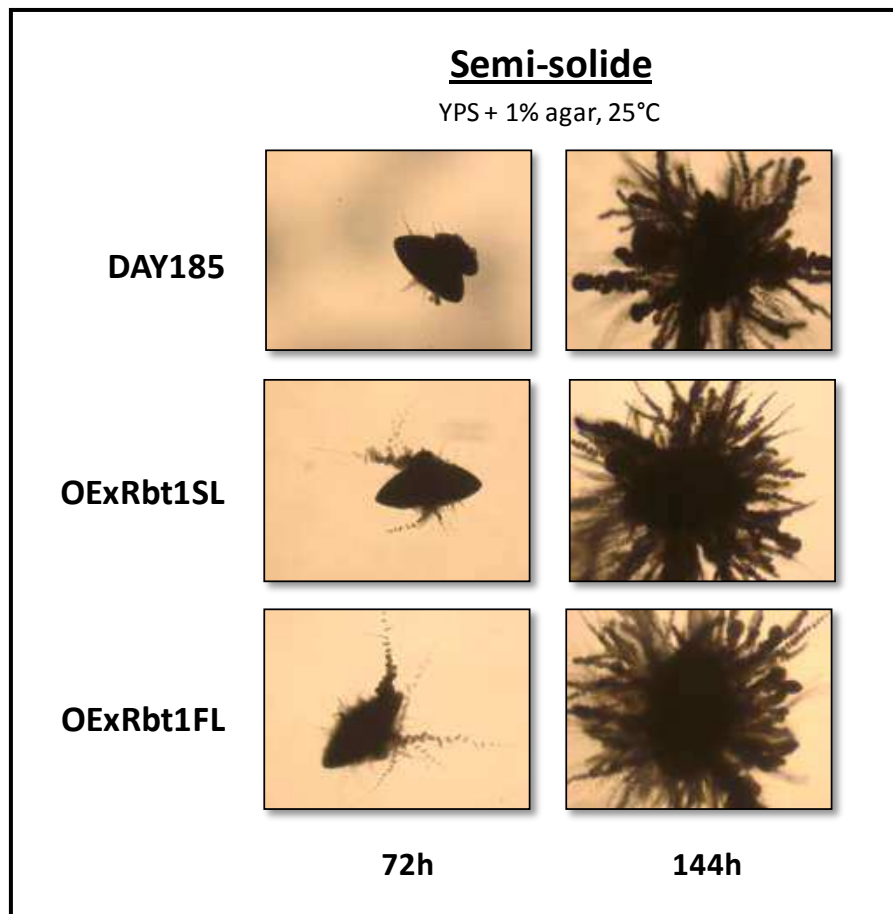 Semi-solide
YPS + 1% agar, 25°C
DAY185
OExRbt1SL
OExRbt1FL
72h
144h